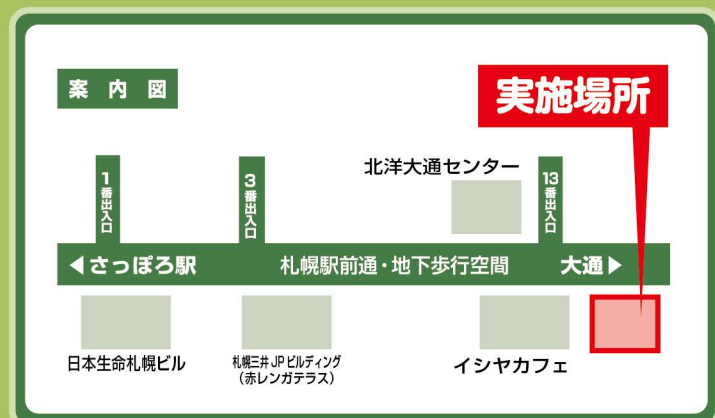 案内図
実施場所
北洋大通センター
1番出入口
3番出入口
13番出入口
◀さっぽろ駅
札幌駅前通・地下歩行空間
大通▶
日本生命札幌ビル
札幌三井JPビルディング
(赤レンガテラス)
イシヤカフェ